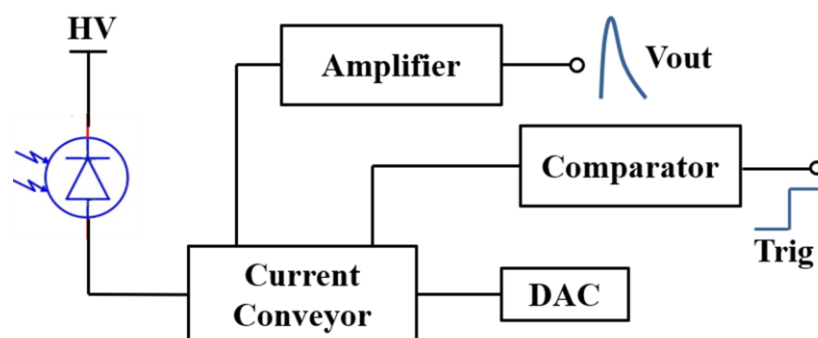 HV
Amplifier
Vout
Comparator
Trig
Current
Conveyor
DAC